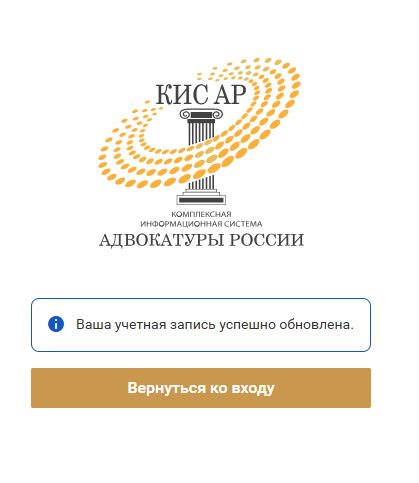 КИС АР
КОМПЛЕКСНАЯ
ИНФОРМАЦИОННАЯ СИСТЕМА
АДВОКАТУРЫ РОССИИ
Ваша учетная запись успешно обновлена.
Вернуться ко входу